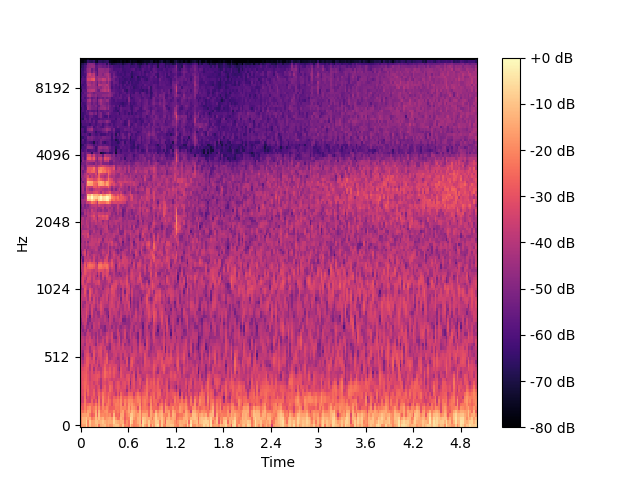 +0 dB
8192
-10 dB
4096
-20 dB
-30 dB
2048
Hz
-40 dB
1024
-50 dB
512
-60 dB
-70 dB
0
-80 dB
0 0.6 1.2 1.8 2.4 3 3.6 4.2 4.8
Time